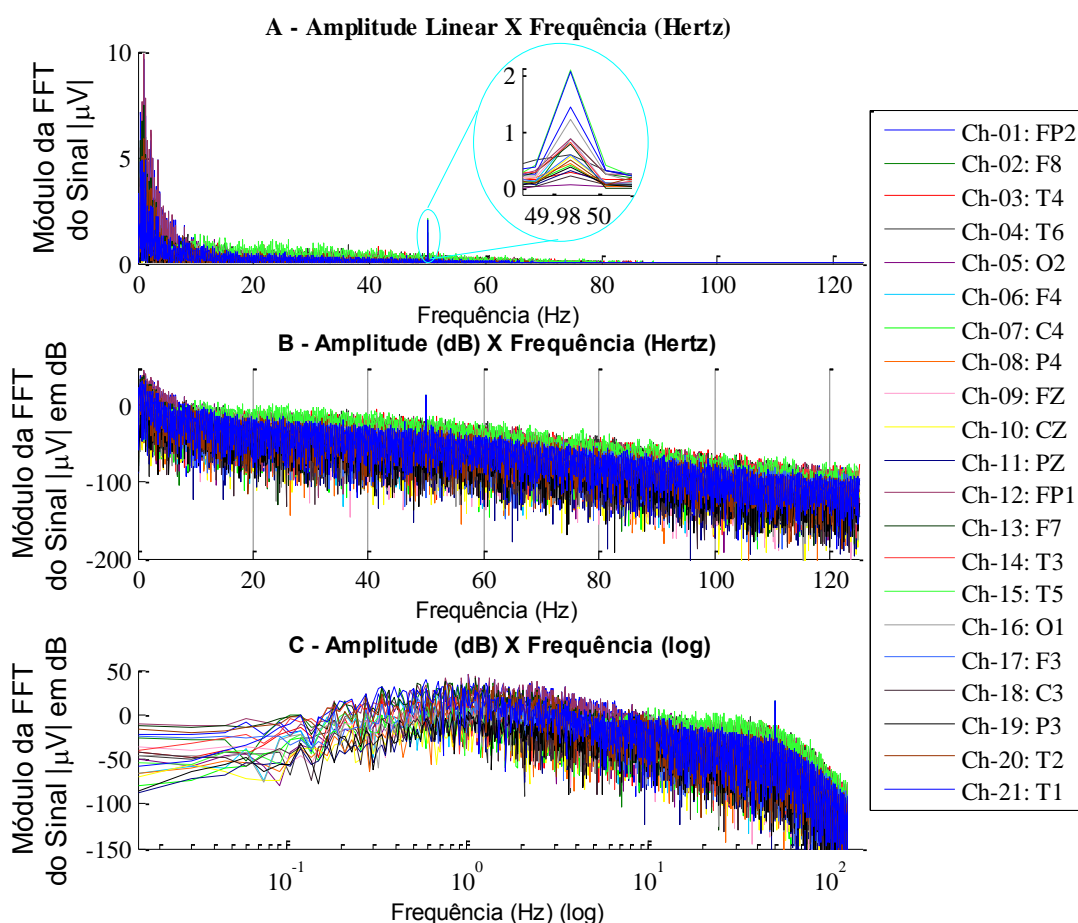 A - Amplitude Linear X Frequência (Hertz)
Módulo da FFT
do Sinal |µV|
10
5
0
2
1
0
49.98 50
0 20 40 60 80 100 120
Frequência (Hz)
B - Amplitude (dB) X Frequência (Hertz)
Módulo da FFT
do Sinal |µV| em dB
0
-100
-200
0 20 40 60 80 100 120
Frequência (Hz)
C - Amplitude (dB) X Frequência (log)
Módulo da FFT
do Sinal |µV| em dB
50
0
-50
-100
-150
10^-1 10^0 10^1 10^2
Frequência (Hz) (log)
Ch-01: FP2
Ch-02: F8
Ch-03: T4
Ch-04: T6
Ch-05: O2
Ch-06: F4
Ch-07: C4
Ch-08: P4
Ch-09: FZ
Ch-10: CZ
Ch-11: PZ
Ch-12: FP1
Ch-13: F7
Ch-14: T3
Ch-15: T5
Ch-16: O1
Ch-17: F3
Ch-18: C3
Ch-19: P3
Ch-20: T2
Ch-21: T1